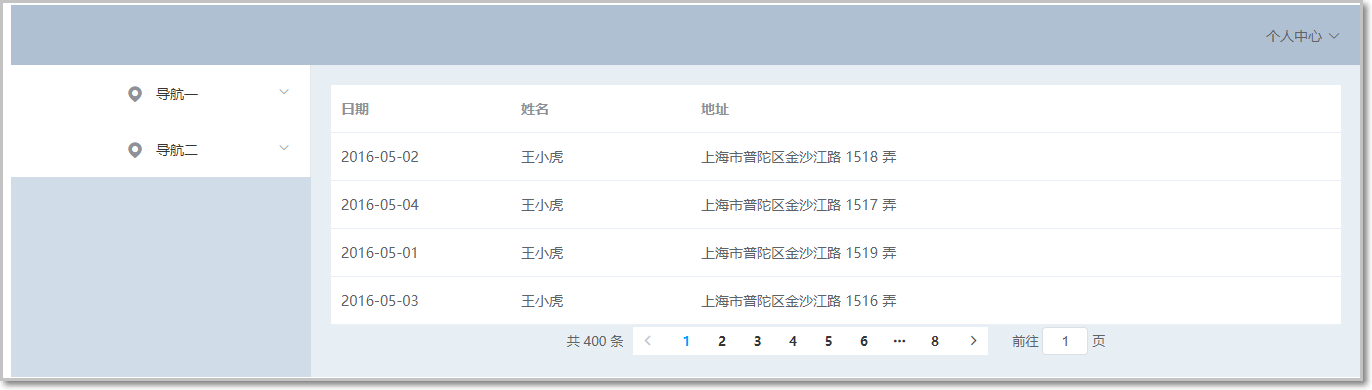 个人中心
导航一
导航二
日期 姓名 地址
2016-05-02 王小虎 上海市普陀区金沙江路 1518 弄
2016-05-04 王小虎 上海市普陀区金沙江路 1517 弄
2016-05-01 王小虎 上海市普陀区金沙江路 1519 弄
2016-05-03 王小虎 上海市普陀区金沙江路 1516 弄
共 400 条 1 2 3 4 5 6 ··· 8 前往 1 页